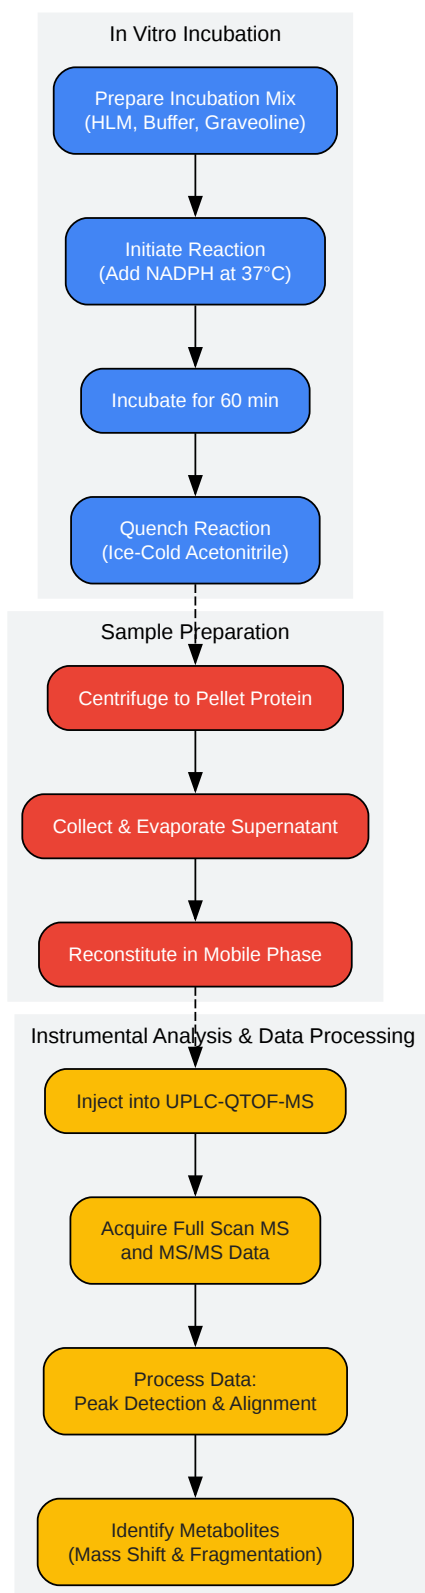 In Vitro Incubation
Prepare Incubation Mix
(HLM, Buffer, Graveoline)
Initiate Reaction
(Add NADPH at 37°C)
Incubate for 60 min
Quench Reaction
(Ice-Cold Acetonitrile)
Sample Preparation
Centrifuge to Pellet Protein
Collect & Evaporate Supernatant
Reconstitute in Mobile Phase
Instrumental Analysis & Data Processing
Inject into UPLC-QTOF-MS
Acquire Full Scan MS
and MS/MS Data
Process Data:
Peak Detection & Alignment
Identify Metabolites
(Mass Shift & Fragmentation)